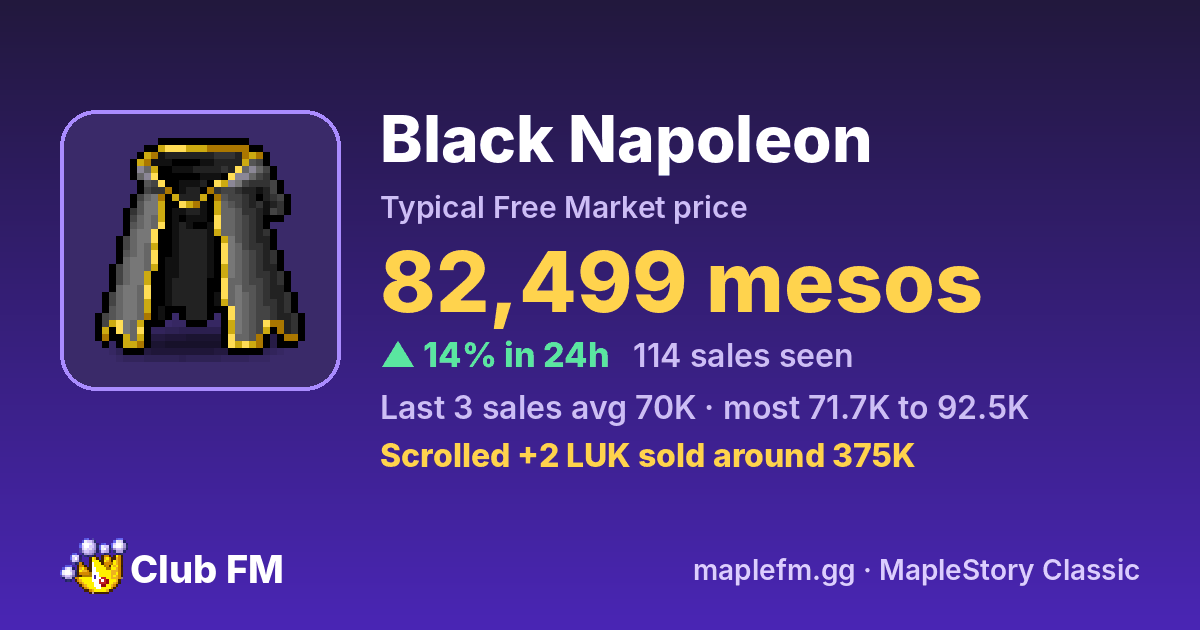 Black Napoleon
Typical Free Market price
82,499 mesos
▲ 14% in 24h 114 sales seen
Last 3 sales avg 70K · most 71.7K to 92.5K
Scrolled +2 LUK sold around 375K
Club FM
maplefm.gg · MapleStory Classic